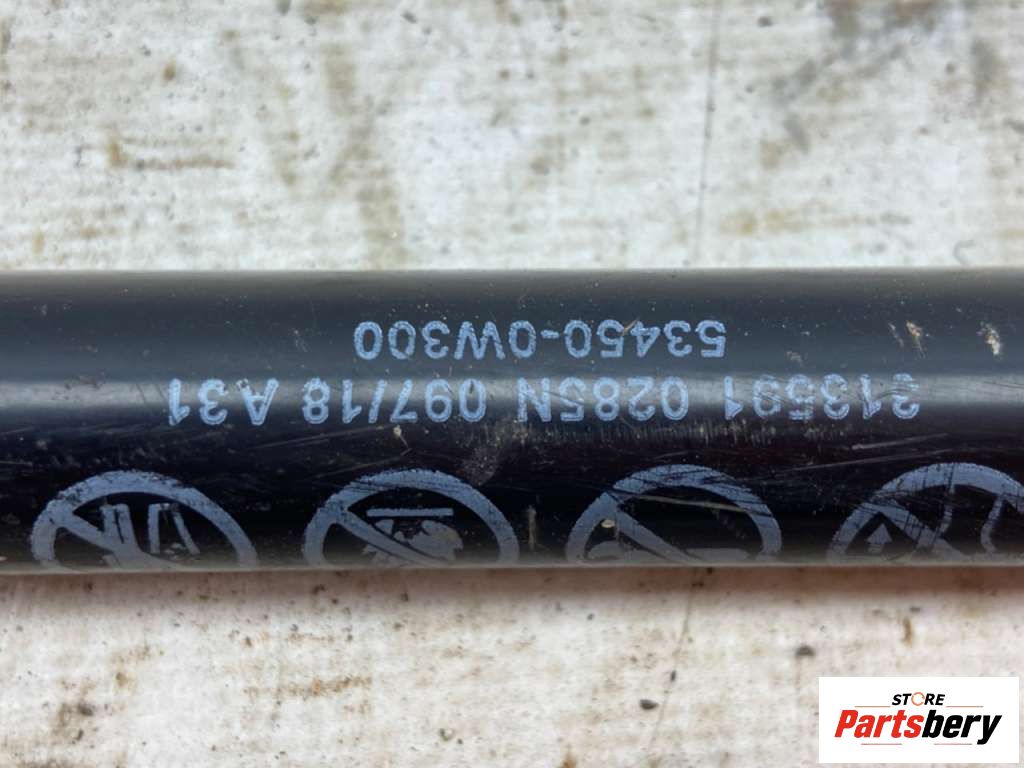 313591 0285N 097/18 A31
53450-0W300
STORE
Partsbery